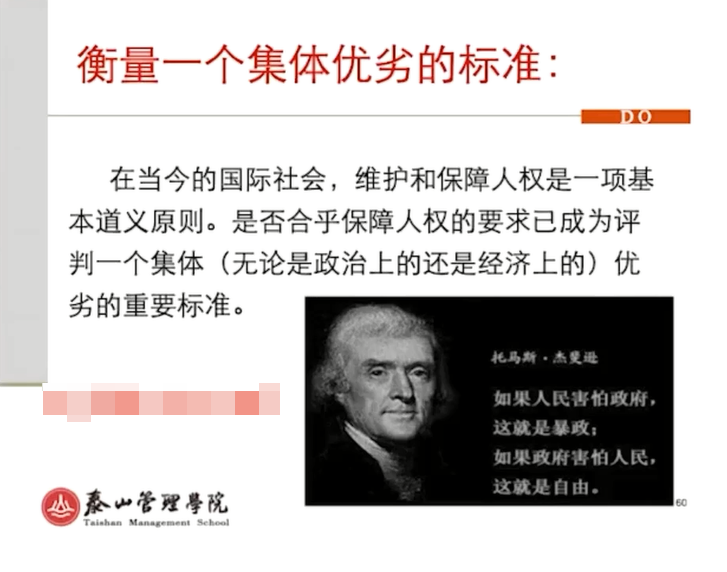 衡量一个集体优劣的标准：
DO
在当今的国际社会，维护和保障人权是一项基
本道义原则。是否合乎保障人权的要求已成为评
判一个集体（无论是政治上的还是经济上的）优
劣的重要标准。
托马斯·杰斐逊
如果人民害怕政府，
这就是暴政；
如果政府害怕人民，
这就是自由。
泰山管理學院
Taishan Management School
60